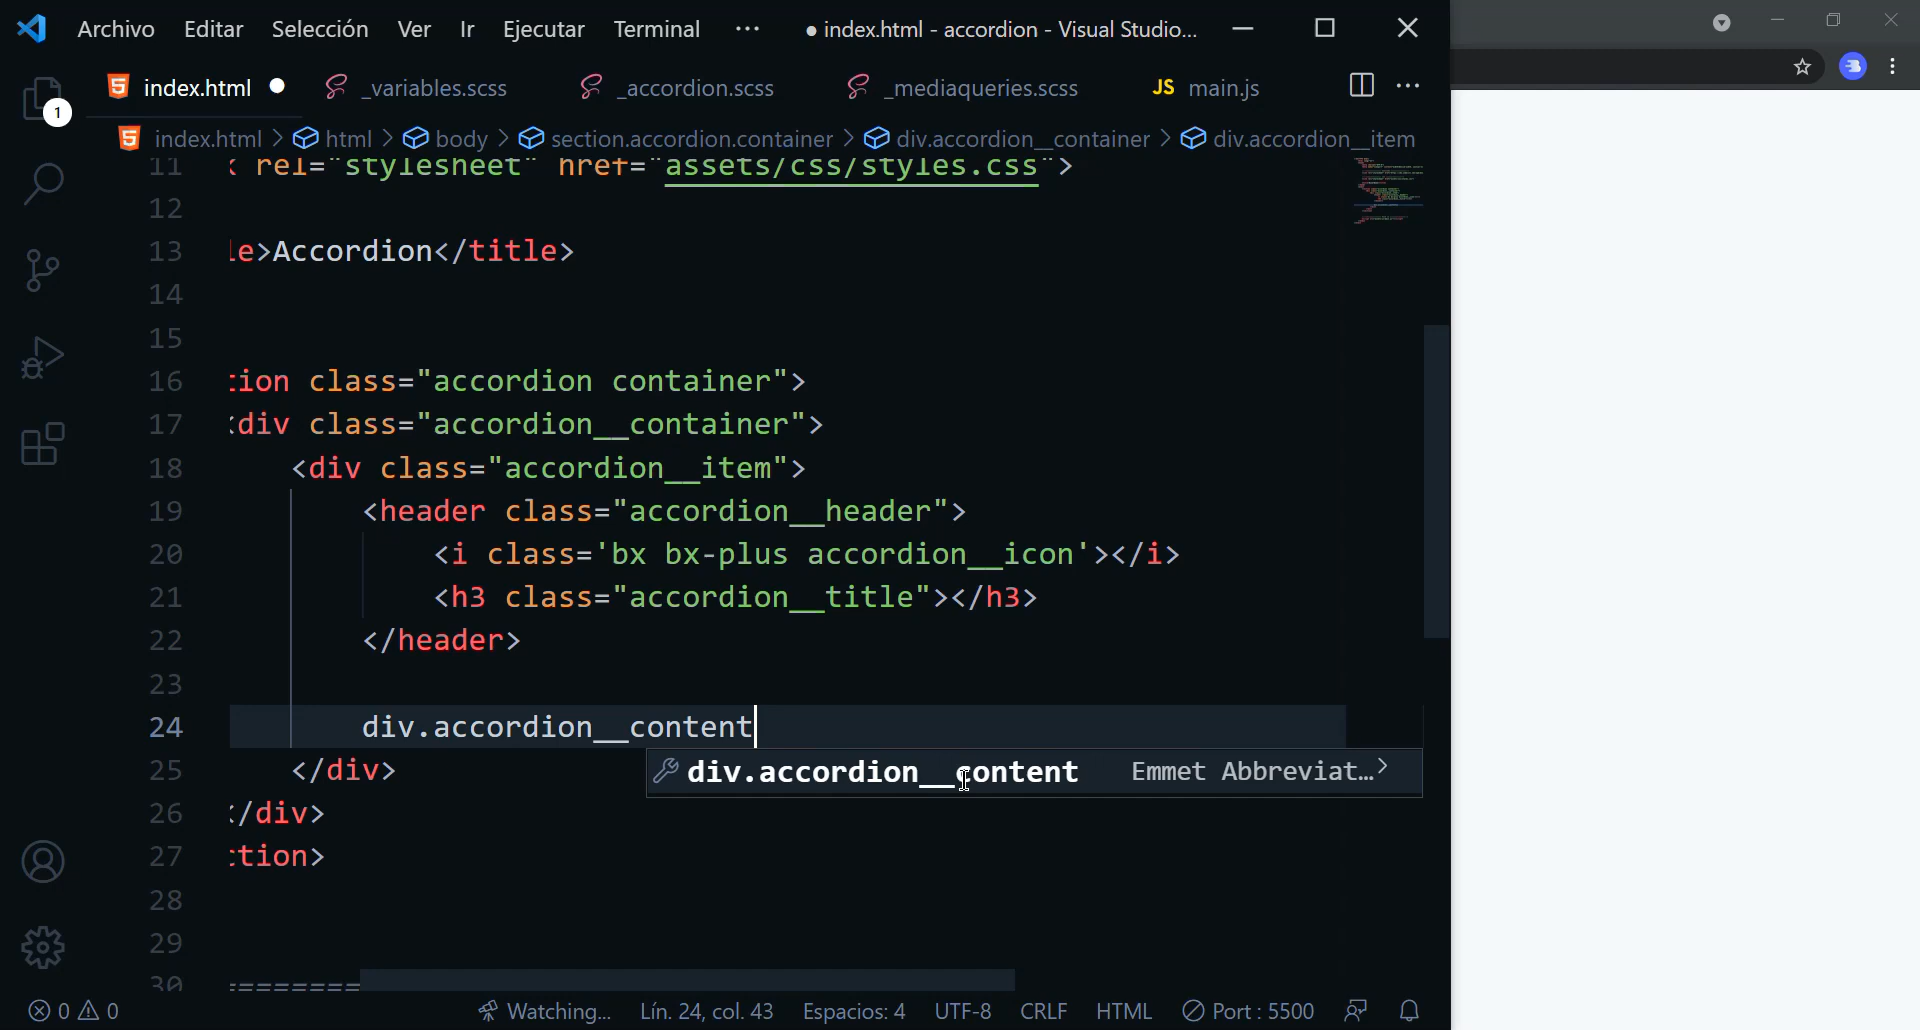 Archivo Editar Selección Ver Ir Ejecutar Terminal ··· ● index.html - accordion - Visual Studio...
1
index.html ● _variables.scss _accordion.scss _mediaqueries.scss JS main.js ···
index.html > html > body > section.accordion.container > div.accordion__container > div.accordion__item
11 k rel="stylesheet" href="assets/css/styles.css">
12
13 le>Accordion</title>
14
15
16 tion class="accordion container">
17 <div class="accordion__container">
18 <div class="accordion__item">
19 <header class="accordion__header">
20 <i class='bx bx-plus accordion__icon'></i>
21 <h3 class="accordion__title"></h3>
22 </header>
23
24 div.accordion__content
div.accordion__content Emmet Abbreviat...>
25 </div>
26 </div>
27 ction>
28
29
30 ========
0 0 Watching... Lín. 24, col. 43 Espacios: 4 UTF-8 CRLF HTML Port : 5500